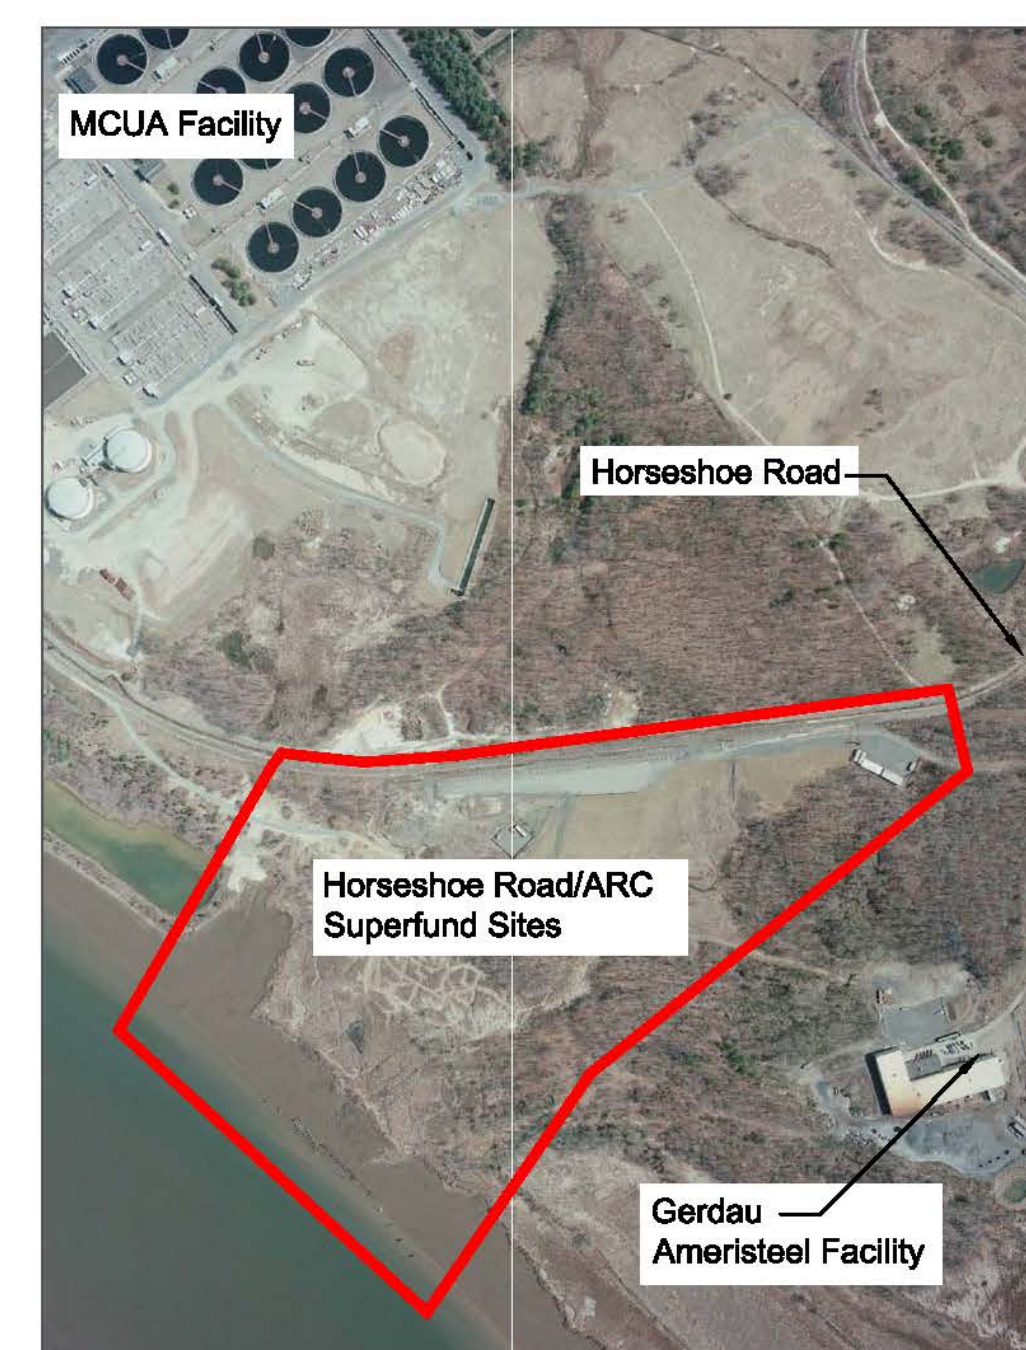 MCUA Facility
Horseshoe Road
Horseshoe Road/ARC
Superfund Sites
Gerdau
Ameristeel Facility